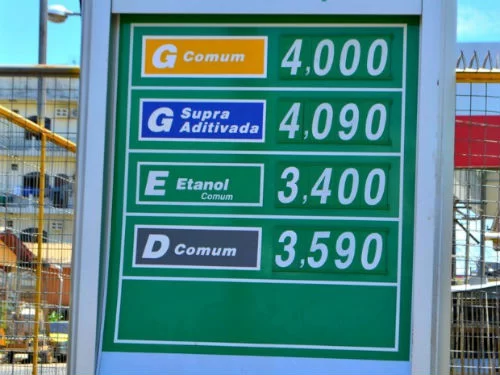 G Comum 4,000
G Supra Aditivada 4,090
E Etanol Comum 3,400
D Comum 3,590